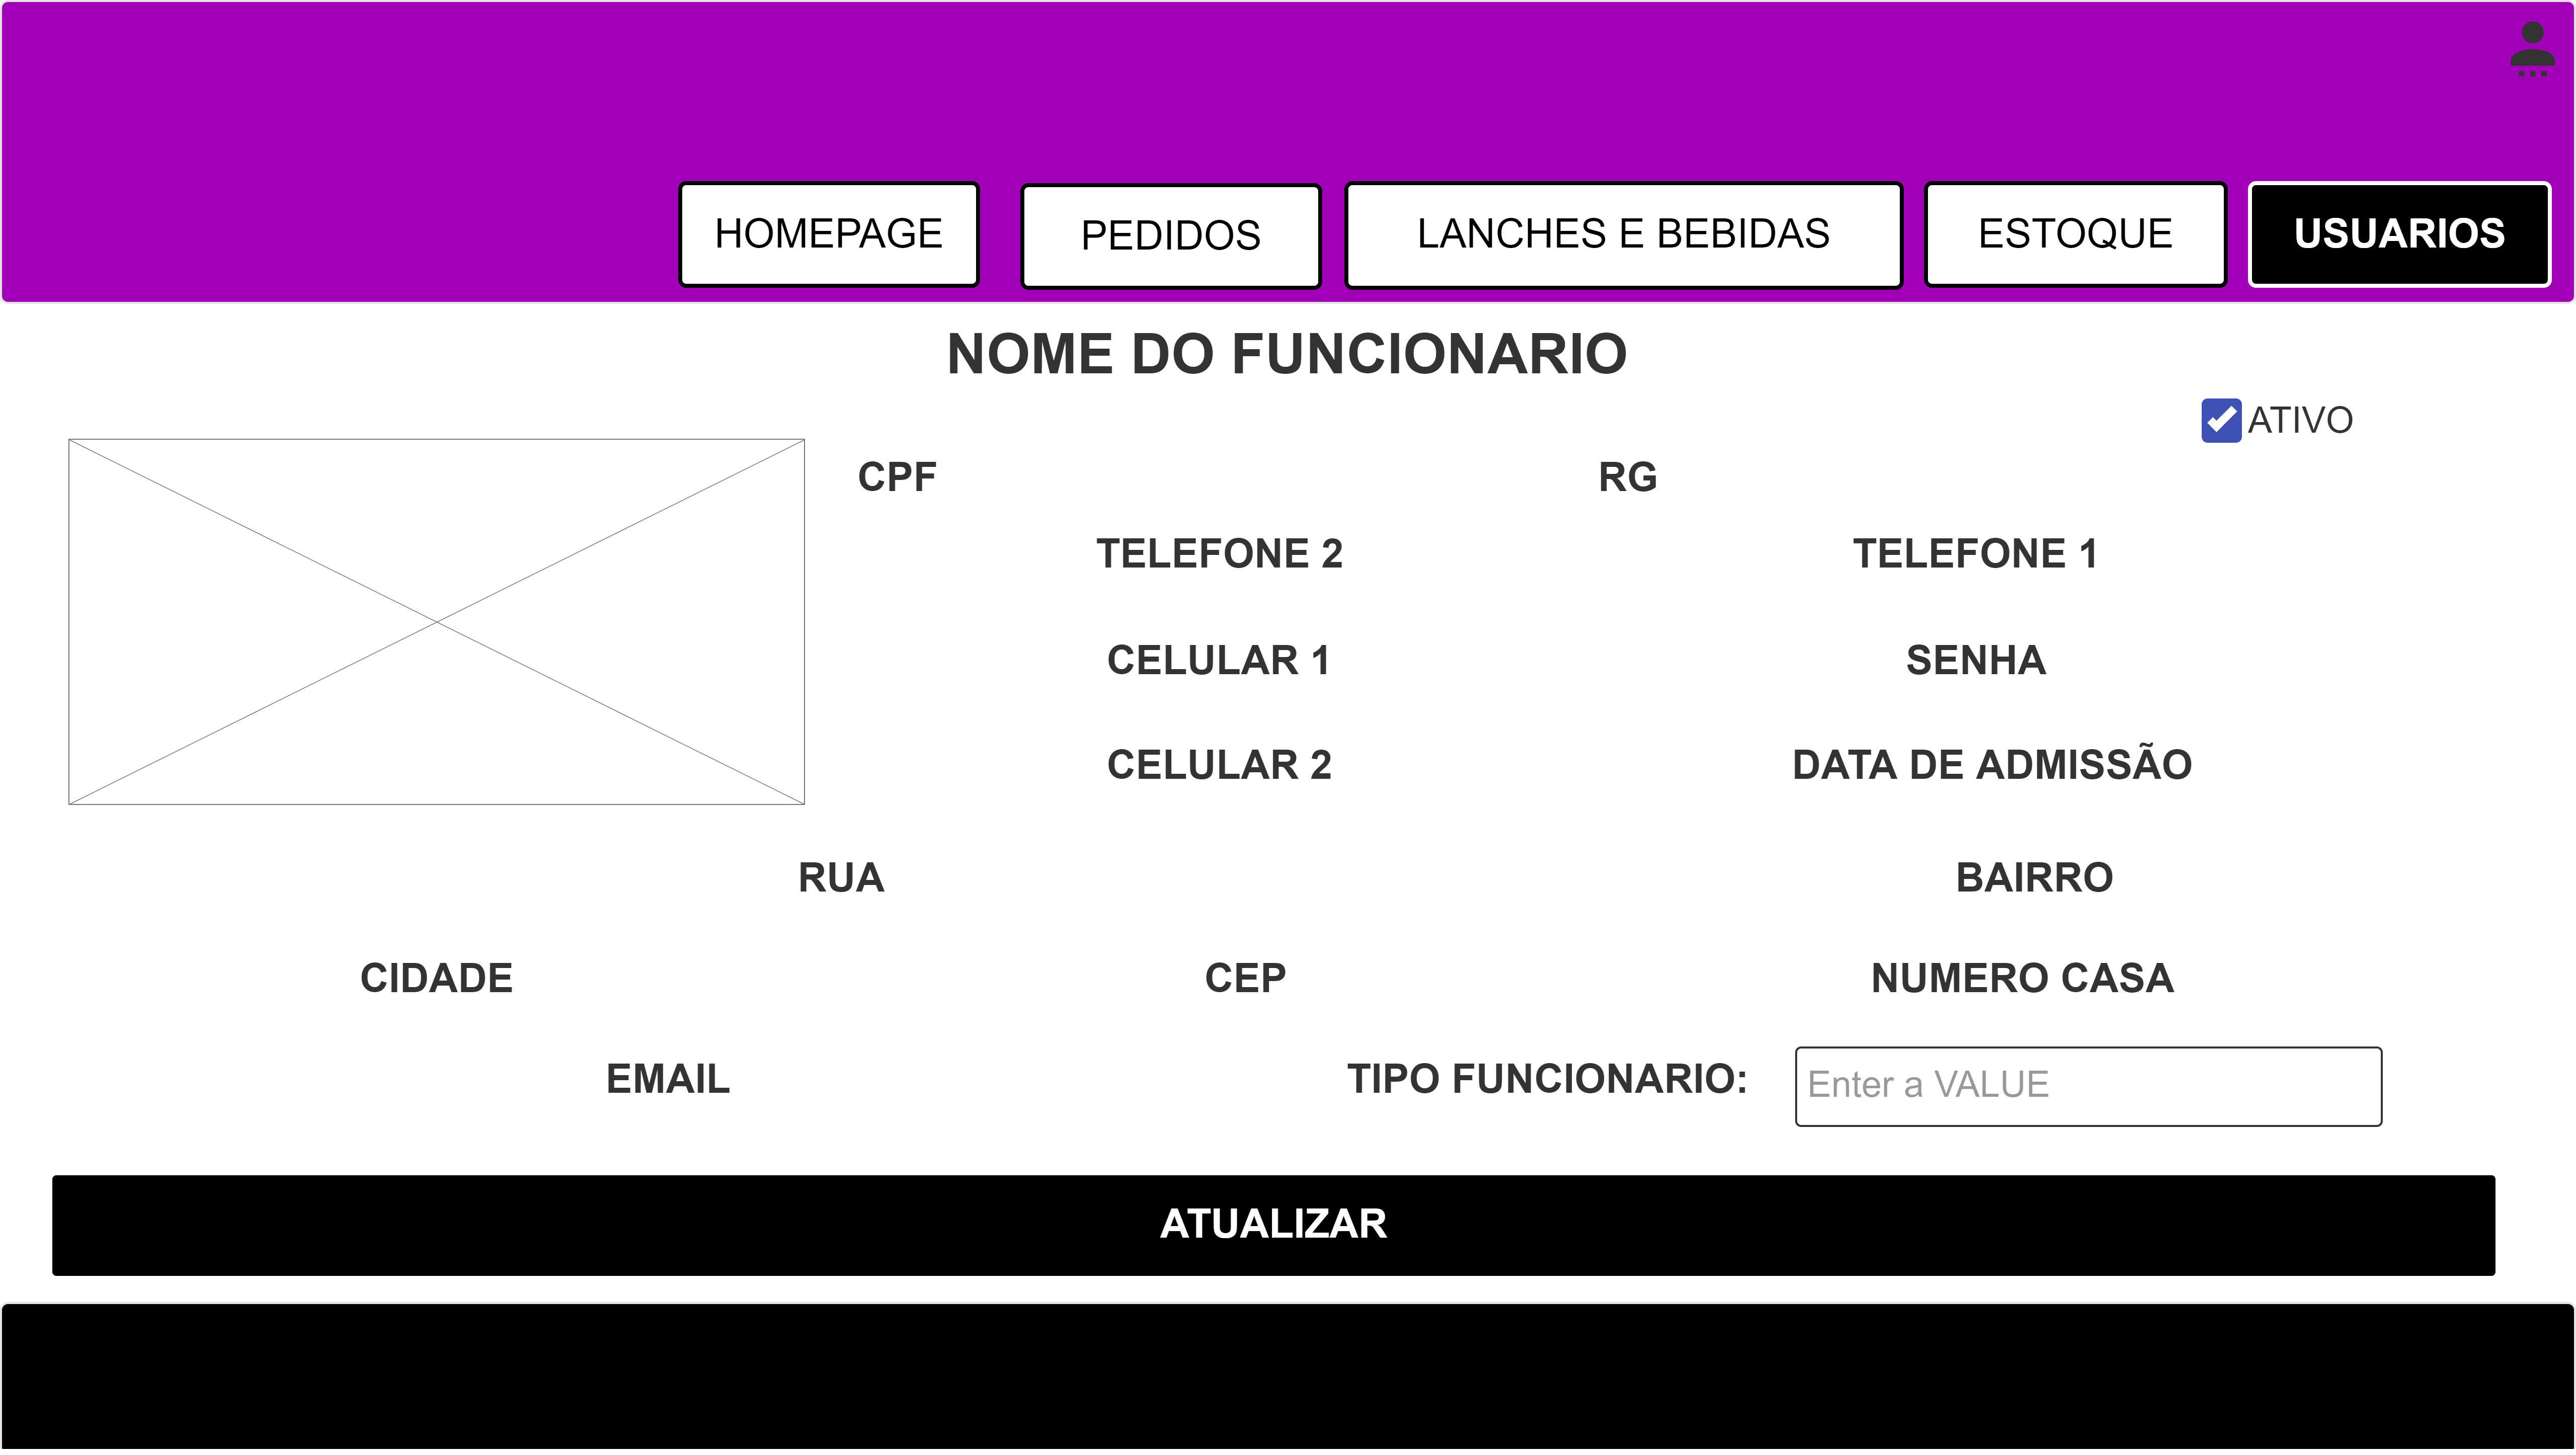 HOMEPAGE
PEDIDOS
LANCHES E BEBIDAS
ESTOQUE
USUARIOS
NOME DO FUNCIONARIO
ATIVO
CPF
RG
TELEFONE 2
TELEFONE 1
CELULAR 1
SENHA
CELULAR 2
DATA DE ADMISSÃO
RUA
BAIRRO
CIDADE
CEP
NUMERO CASA
EMAIL
TIPO FUNCIONARIO:
Enter a VALUE
ATUALIZAR